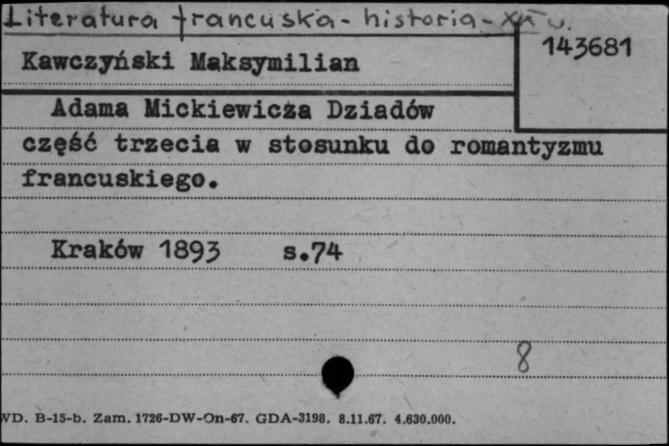 Literatura francuska - historia - XIX w.
143681
Kawczyński Maksymilian
Adama Mickiewicza Dziadów
część trzecia w stosunku do romantyzmu
francuskiego.
Kraków 1893 s.74
8
WD. B-15-b. Zam. 1726-DW-On-67. GDA-3198. 8.11.67. 4.630.000.